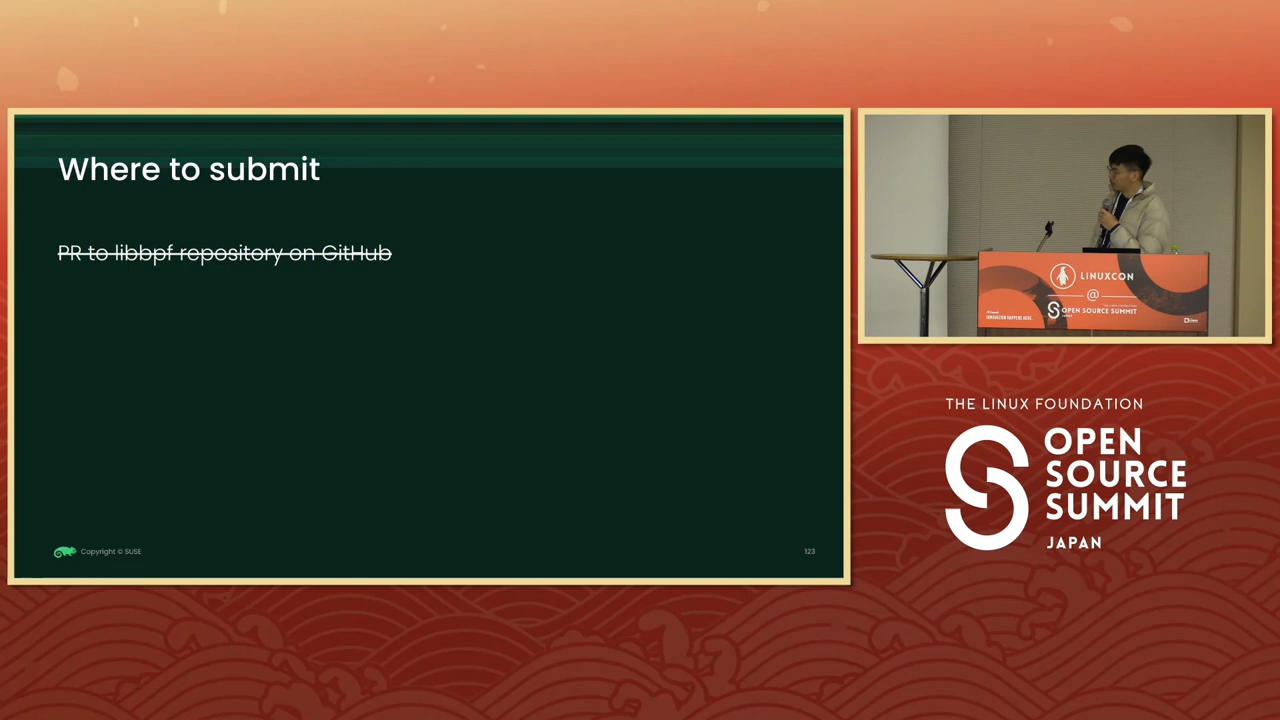 Where to submit
PR to libbpf repository on GitHub
Copyright © SUSE
123
LINUXCON
@
OPEN SOURCE SUMMIT
THE LINUX FOUNDATION
OPEN
SOURCE
SUMMIT
JAPAN